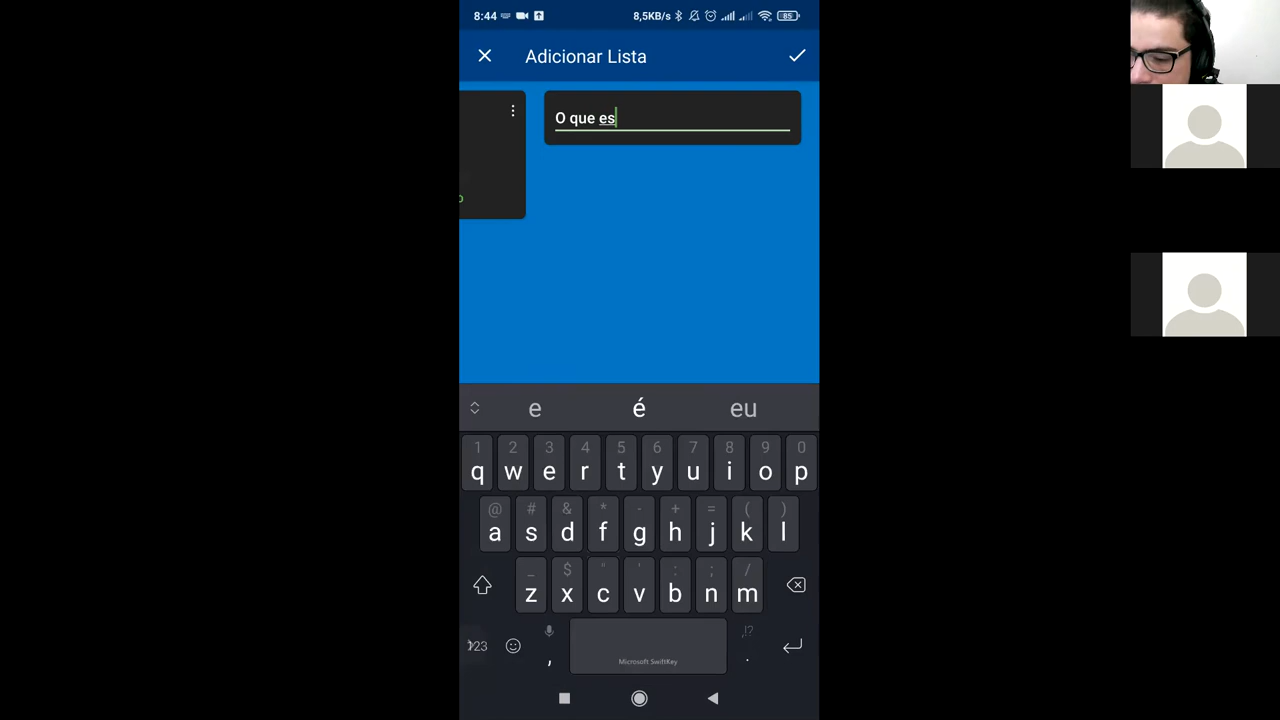 8:44 8,5KB/s 85
Adicionar Lista
O que es
o
e é eu
1 2 3 4 5 6 7 8 9 0
q w e r t y u i o p
@ # & * - + = ( )
a s d f g h j k l
_ $ " ' : ; /
z x c v b n m
123 , Microsoft SwiftKey ,!? .